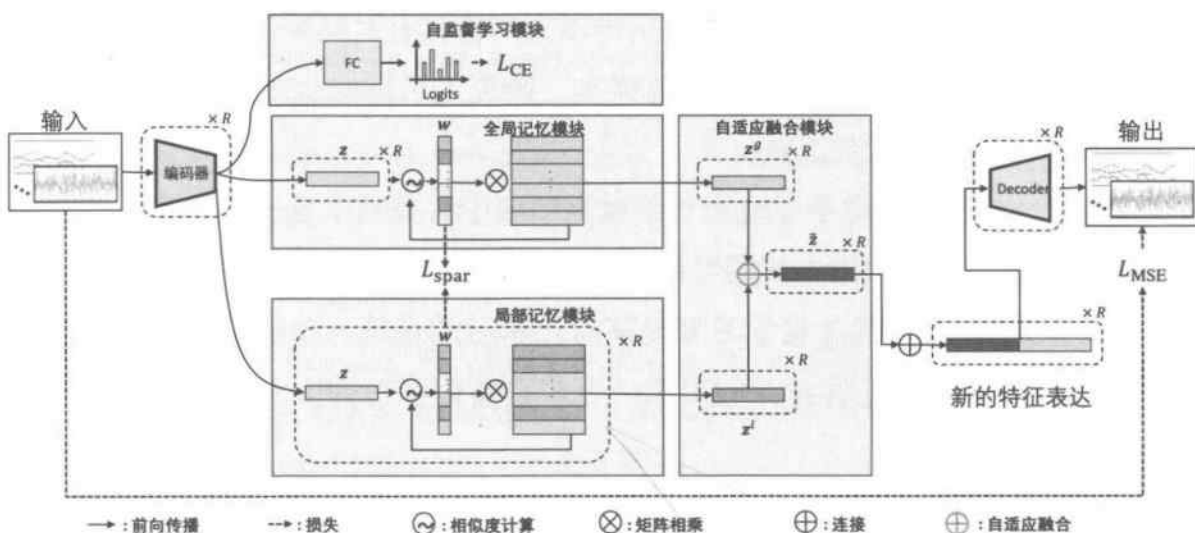 自监督学习模块
FC
Logits
L_CE
输入
× R
编码器
全局记忆模块
z
× R
w
自适应融合模块
z^g
× R
× R
Decoder
输出
L_spar
z̃
× R
L_MSE
局部记忆模块
w
z
× R
× R
z^l
× R
新的特征表达
: 前向传播
: 损失
: 相似度计算
: 矩阵相乘
: 连接
: 自适应融合